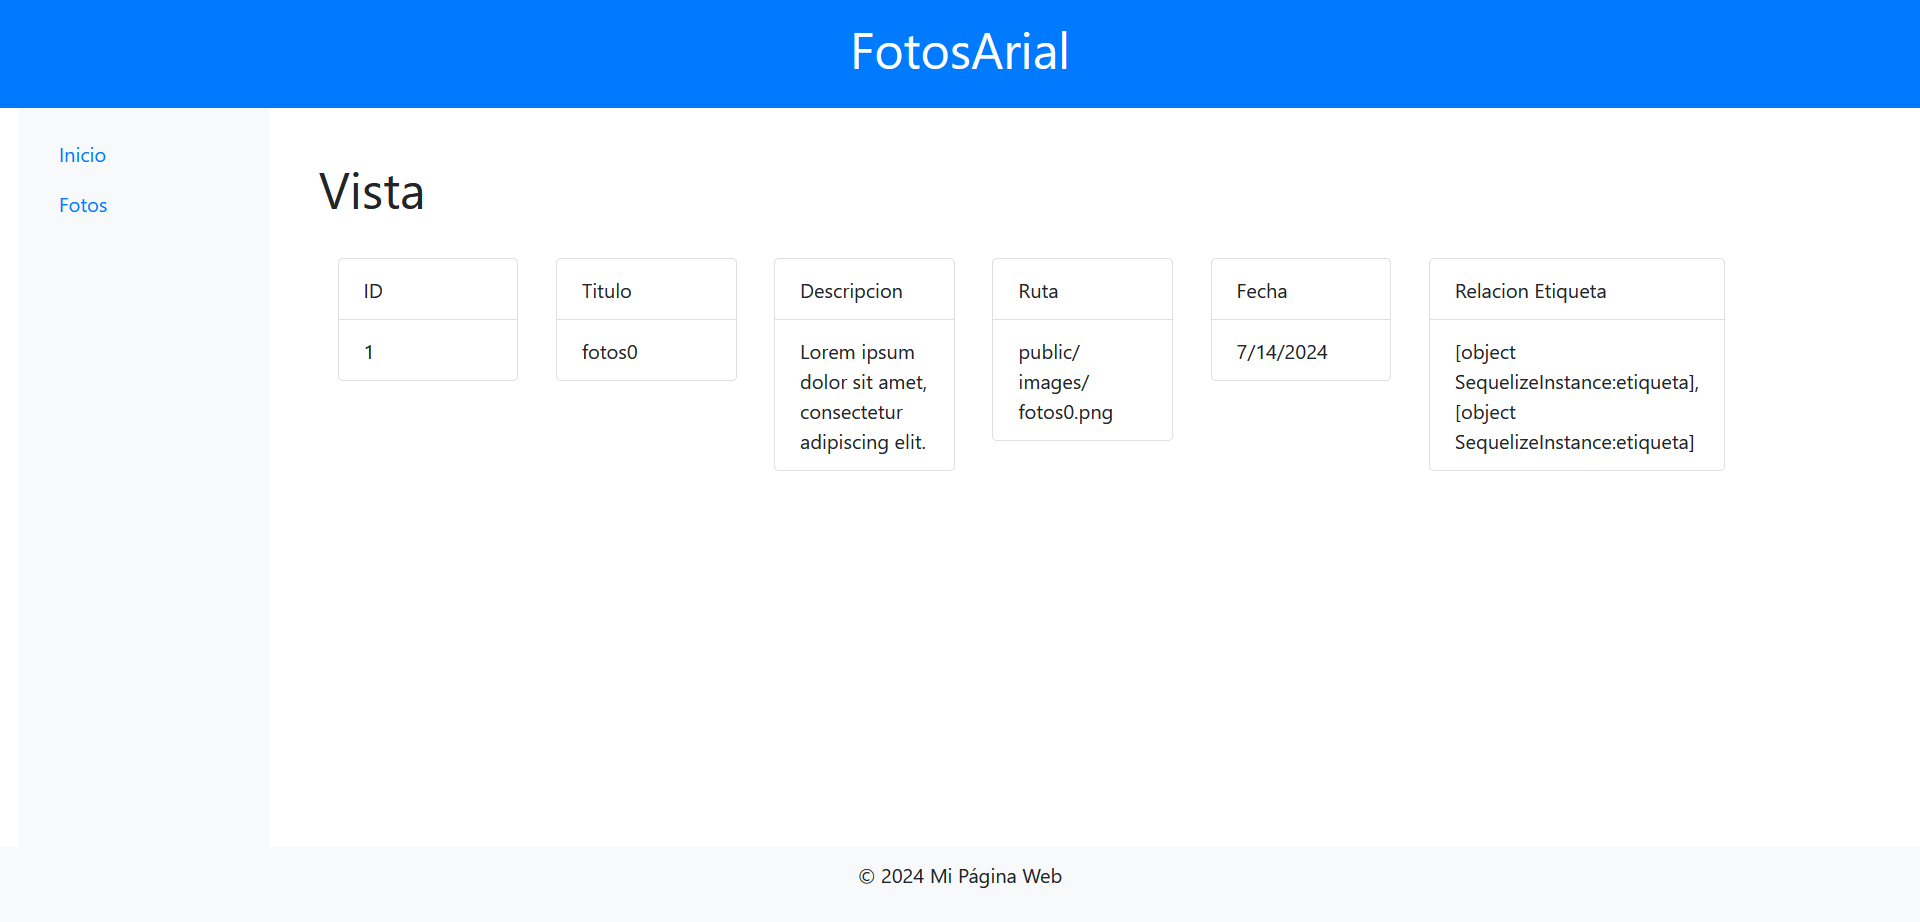 FotosArial
Inicio
Fotos
Vista
ID
1
Titulo
fotos0
Descripcion
Lorem ipsum
dolor sit amet,
consectetur
adipiscing elit.
Ruta
public/
images/
fotos0.png
Fecha
7/14/2024
Relacion Etiqueta
[object
SequelizeInstance:etiqueta],
[object
SequelizeInstance:etiqueta]
© 2024 Mi Página Web